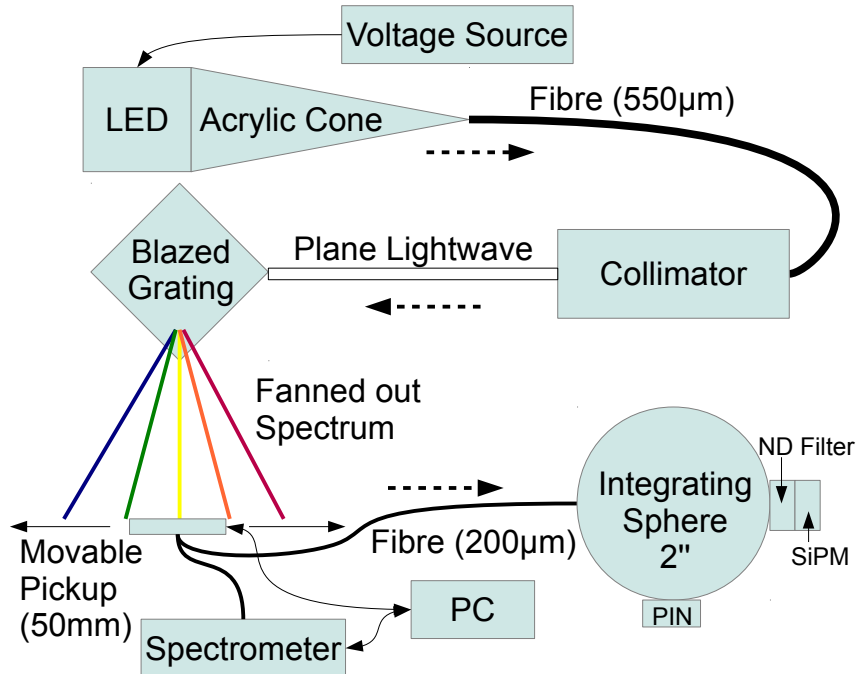 Voltage Source
LED
Acrylic Cone
Fibre (550µm)
Blazed
Grating
Plane Lightwave
Collimator
Fanned out
Spectrum
ND Filter
Integrating
Sphere
2"
SiPM
Movable
Pickup
(50mm)
Fibre (200µm)
PIN
PC
Spectrometer